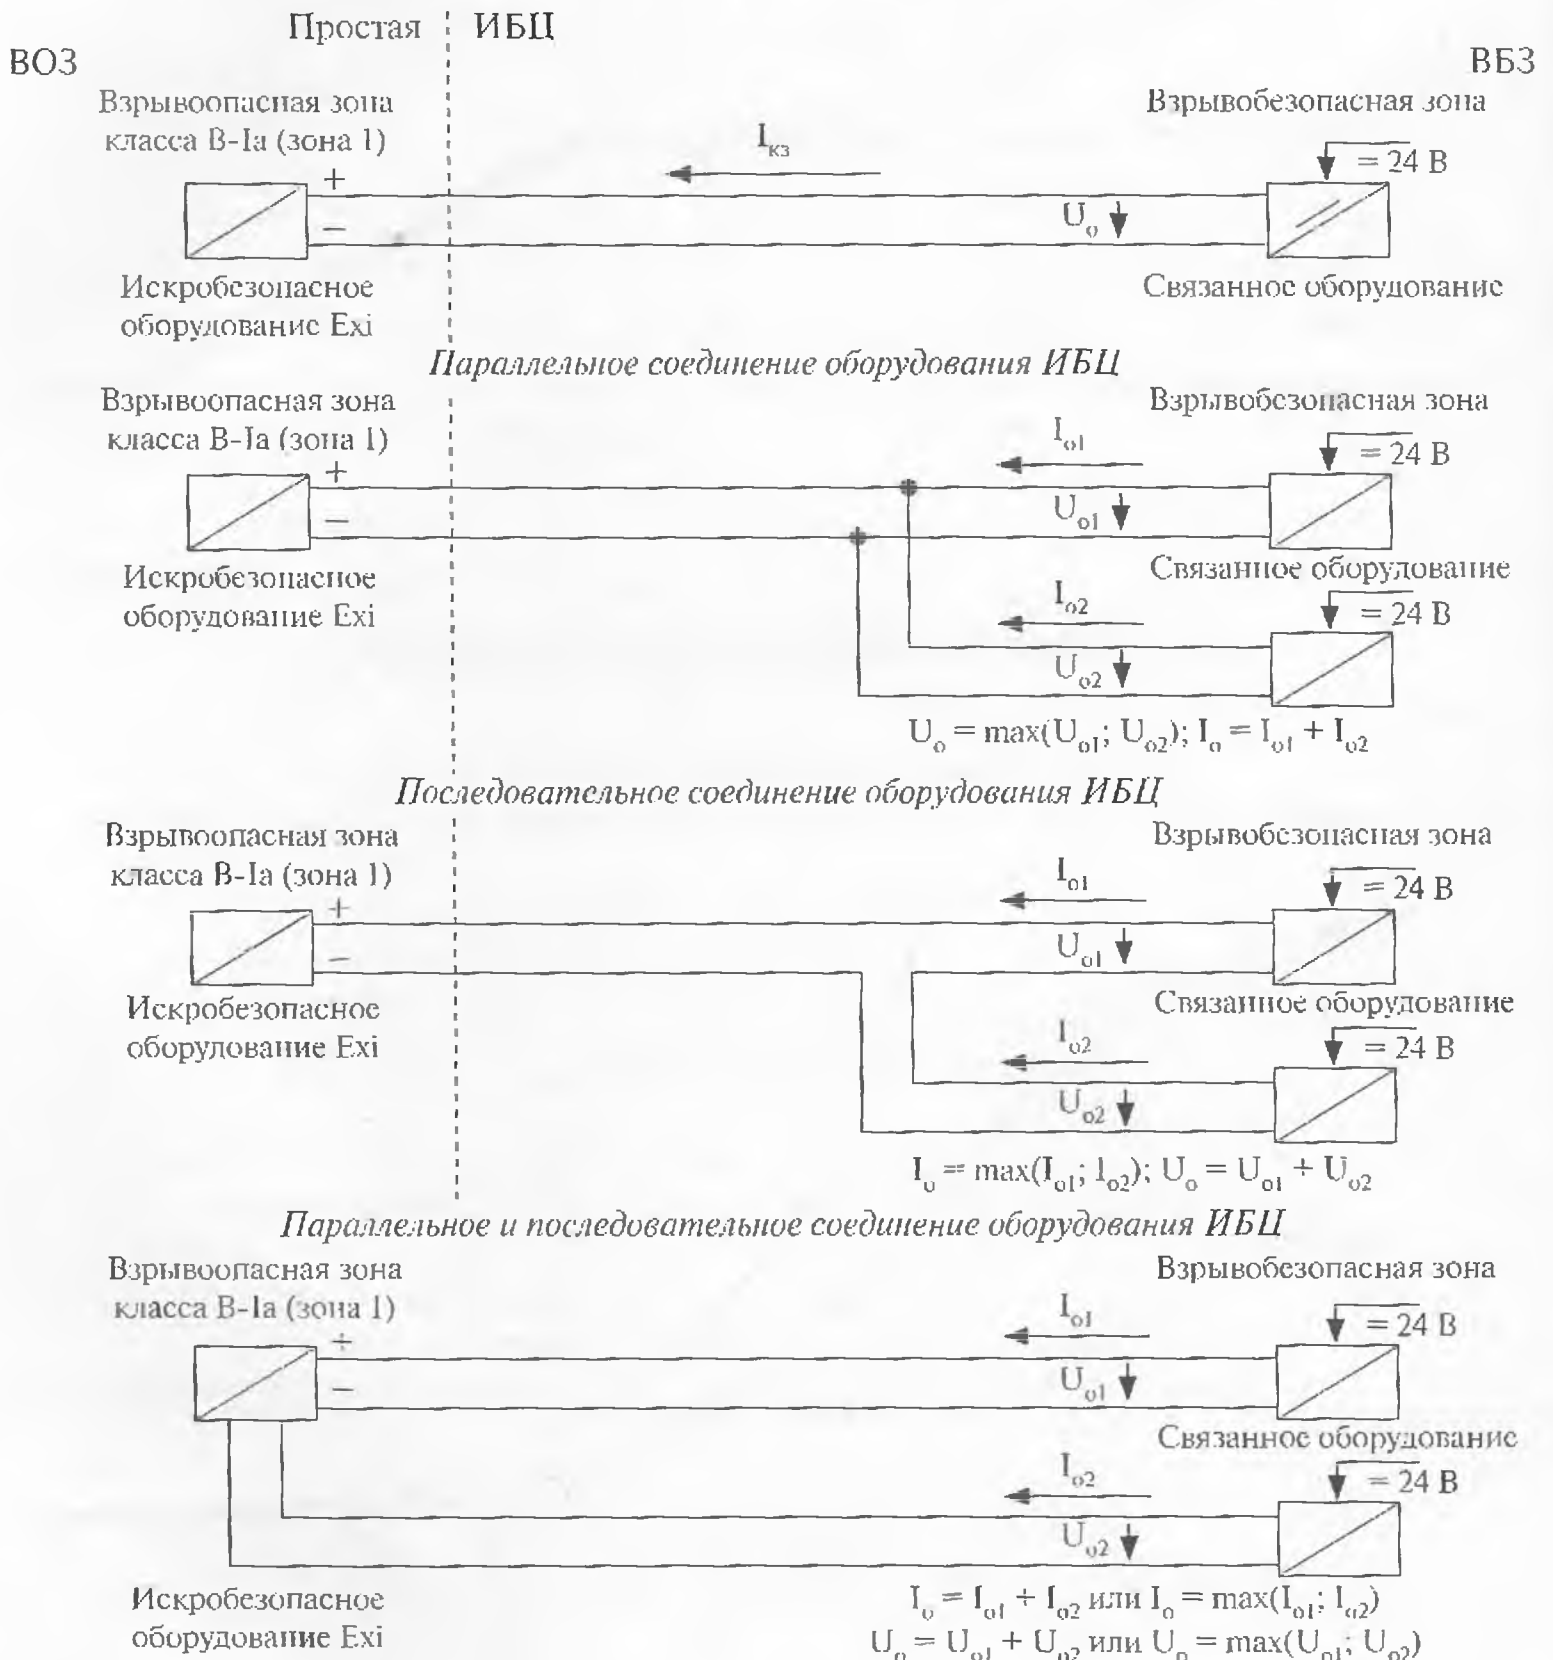 Простая ИБЦ
ВОЗ ВБЗ
Взрывоопасная зона Взрывобезопасная зона
класса В-Iа (зона 1)
Iкз
= 24 В
+
−
Uo
Искробезопасное Связанное оборудование
оборудование Exi
Параллельное соединение оборудования ИБЦ
Взрывоопасная зона Взрывобезопасная зона
класса В-Iа (зона 1)
Io1
= 24 В
+
−
Uo1
Искробезопасное Связанное оборудование
оборудование Exi
Io2
= 24 В
Uo2
Uo = max(Uo1; Uo2); Io = Io1 + Io2
Последовательное соединение оборудования ИБЦ
Взрывоопасная зона Взрывобезопасная зона
класса В-Iа (зона 1)
Io1
= 24 В
+
−
Uo1
Искробезопасное Связанное оборудование
оборудование Exi
Io2
= 24 В
Uo2
Io = max(Io1; Io2); Uo = Uo1 + Uo2
Параллельное и последовательное соединение оборудования ИБЦ
Взрывоопасная зона Взрывобезопасная зона
класса В-Iа (зона 1)
Io1
= 24 В
+
−
Uo1
Связанное оборудование
Io2
= 24 В
Uo2
Искробезопасное
оборудование Exi
Io = Io1 + Io2 или Io = max(Io1; Io2)
Uo = Uo1 + Uo2 или Uo = max(Uo1; Uo2)